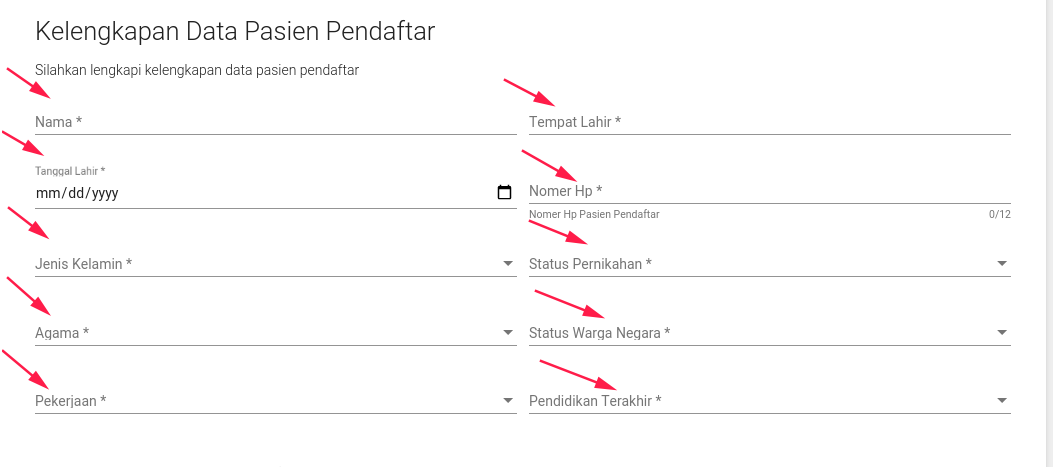 Kelengkapan Data Pasien Pendaftar
Silahkan lengkapi kelengkapan data pasien pendaftar
Nama *
Tempat Lahir *
Tanggal Lahir *
mm/dd/yyyy
Nomer Hp *
Nomer Hp Pasien Pendaftar
0/12
Jenis Kelamin *
Status Pernikahan *
Agama *
Status Warga Negara *
Pekerjaan *
Pendidikan Terakhir *